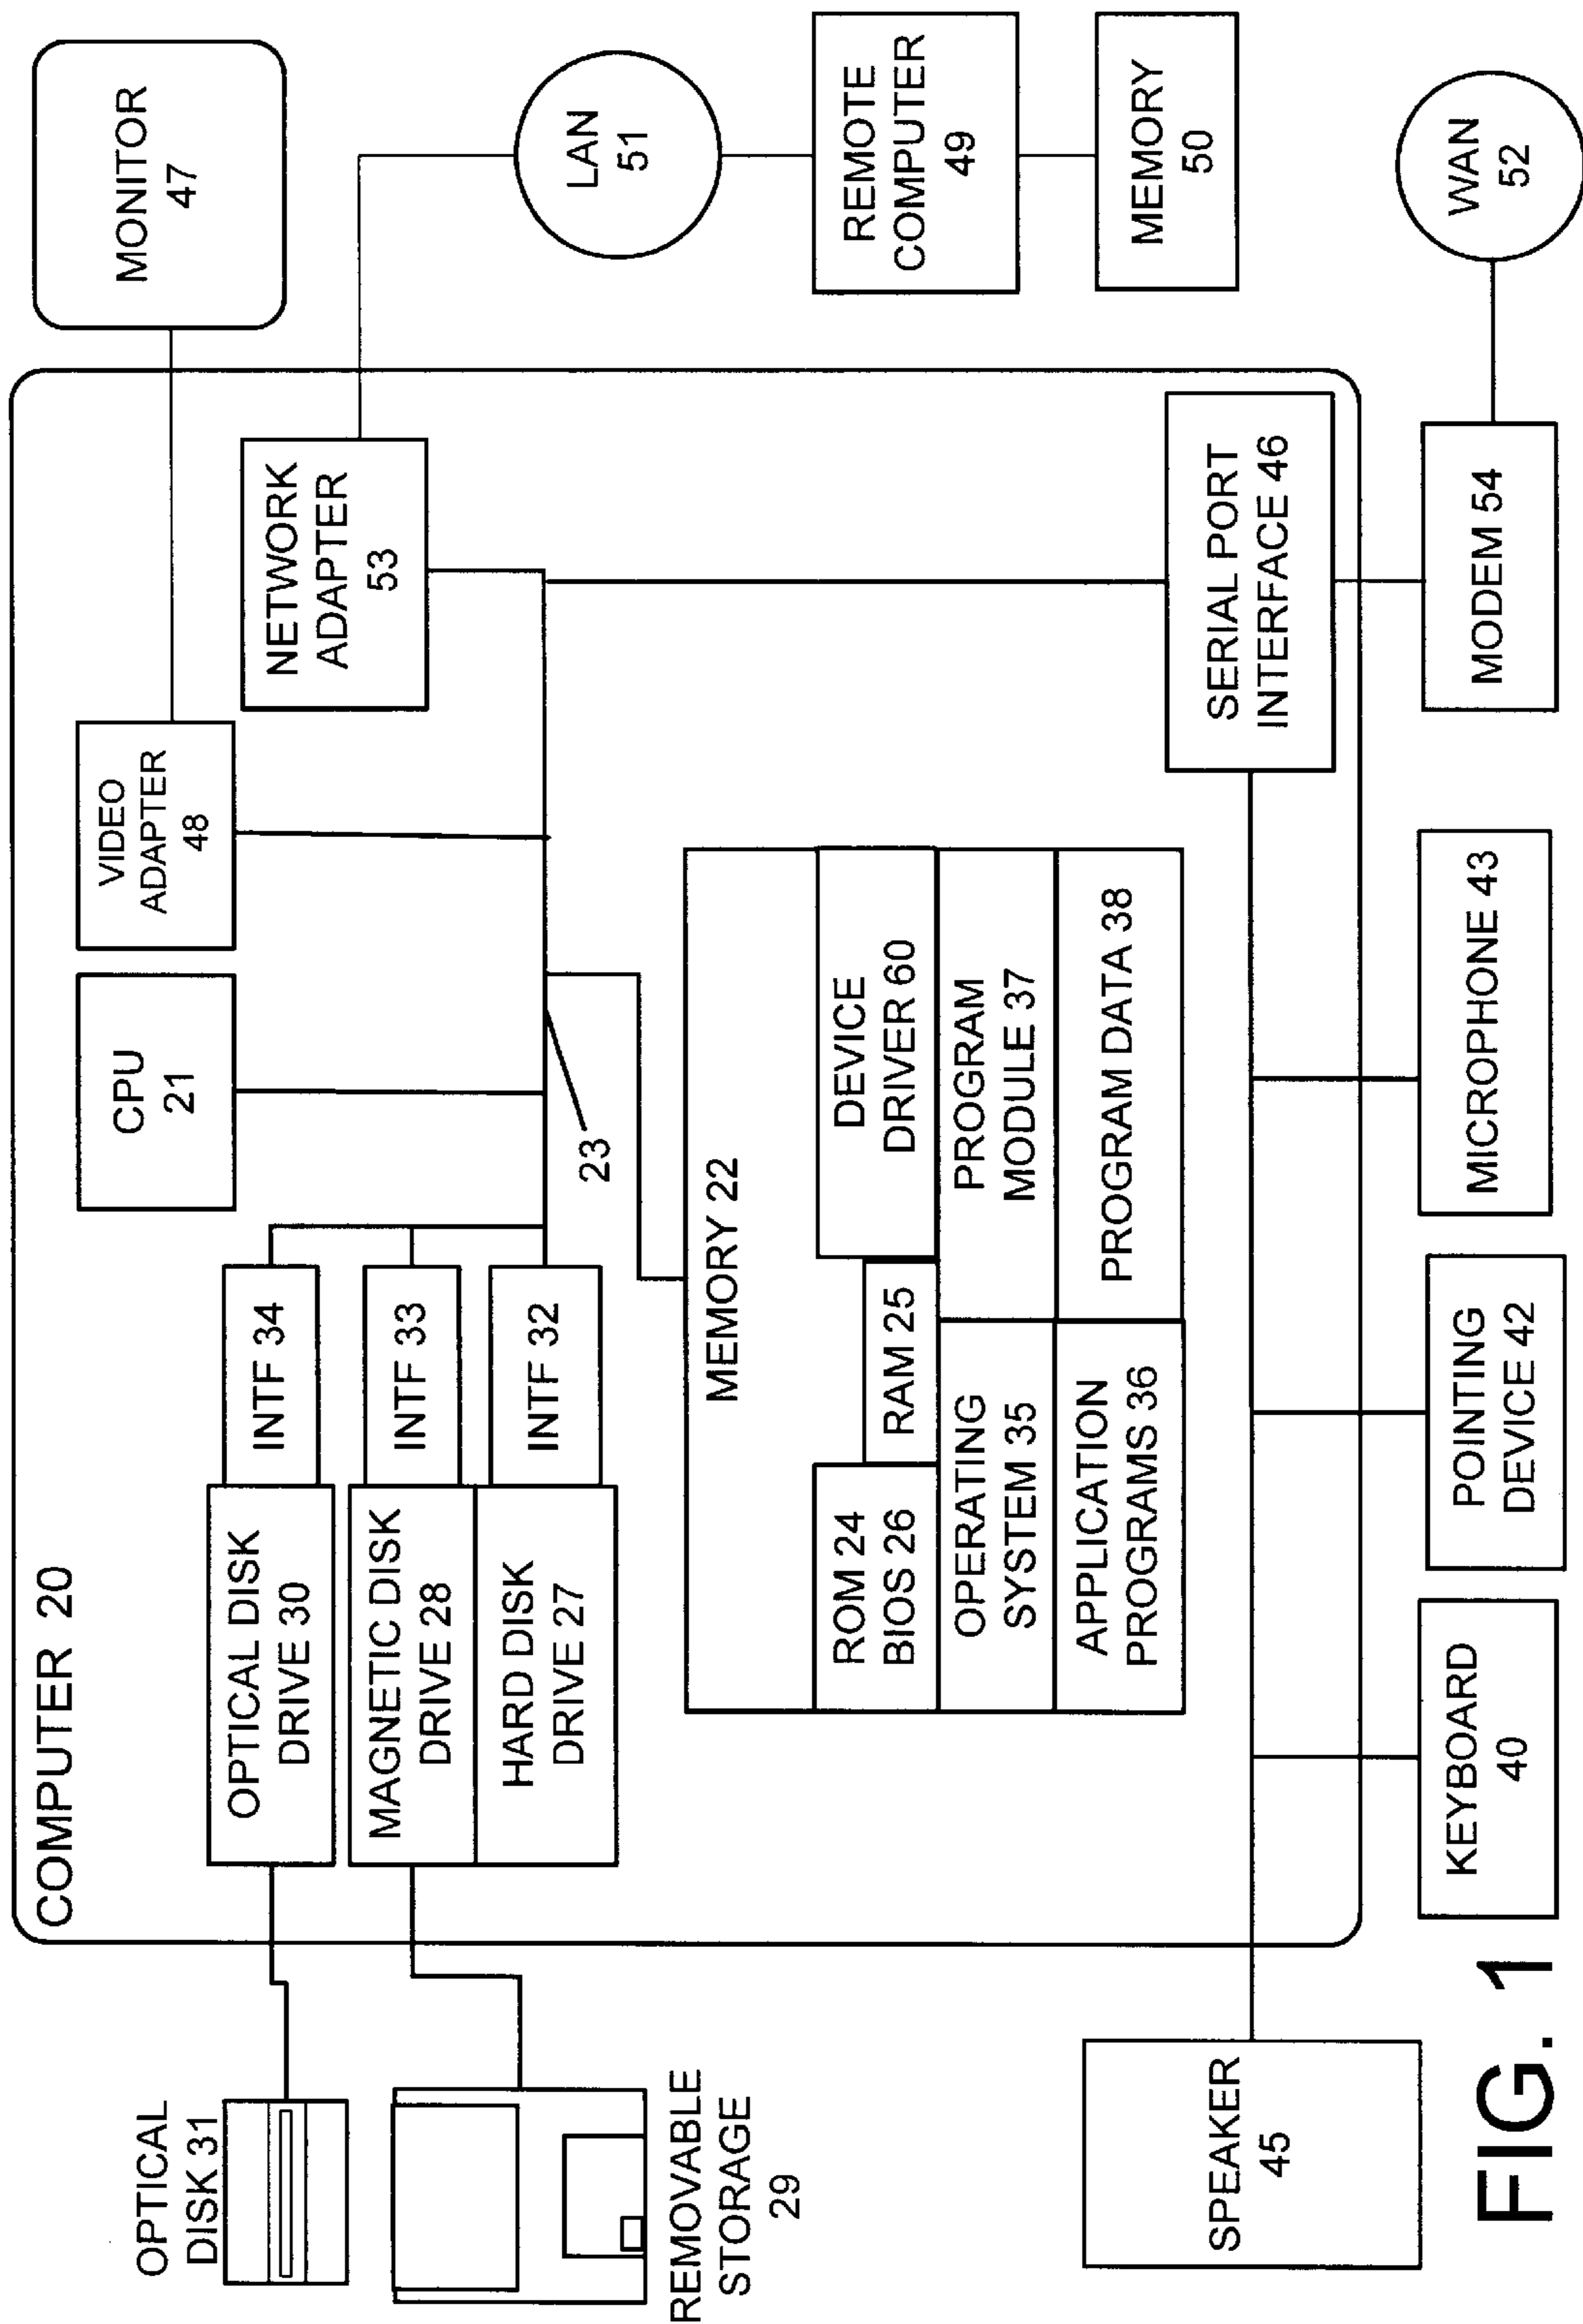 COMPUTER 20
MONITOR
47
VIDEO
ADAPTER
48
CPU
21
NETWORK
ADAPTER
53
OPTICAL
DISK 31
OPTICAL DISK
DRIVE 30
INTF 34
MAGNETIC DISK
DRIVE 28
INTF 33
HARD DISK
DRIVE 27
INTF 32
23
LAN
51
REMOVABLE
STORAGE
29
MEMORY 22
ROM 24
BIOS 26
RAM 25
DEVICE
DRIVER 60
OPERATING
SYSTEM 35
PROGRAM
MODULE 37
APPLICATION
PROGRAMS 36
PROGRAM DATA 38
REMOTE
COMPUTER
49
MEMORY
50
SPEAKER
45
SERIAL PORT
INTERFACE 46
KEYBOARD
40
POINTING
DEVICE 42
MICROPHONE 43
MODEM 54
WAN
52
FIG. 1